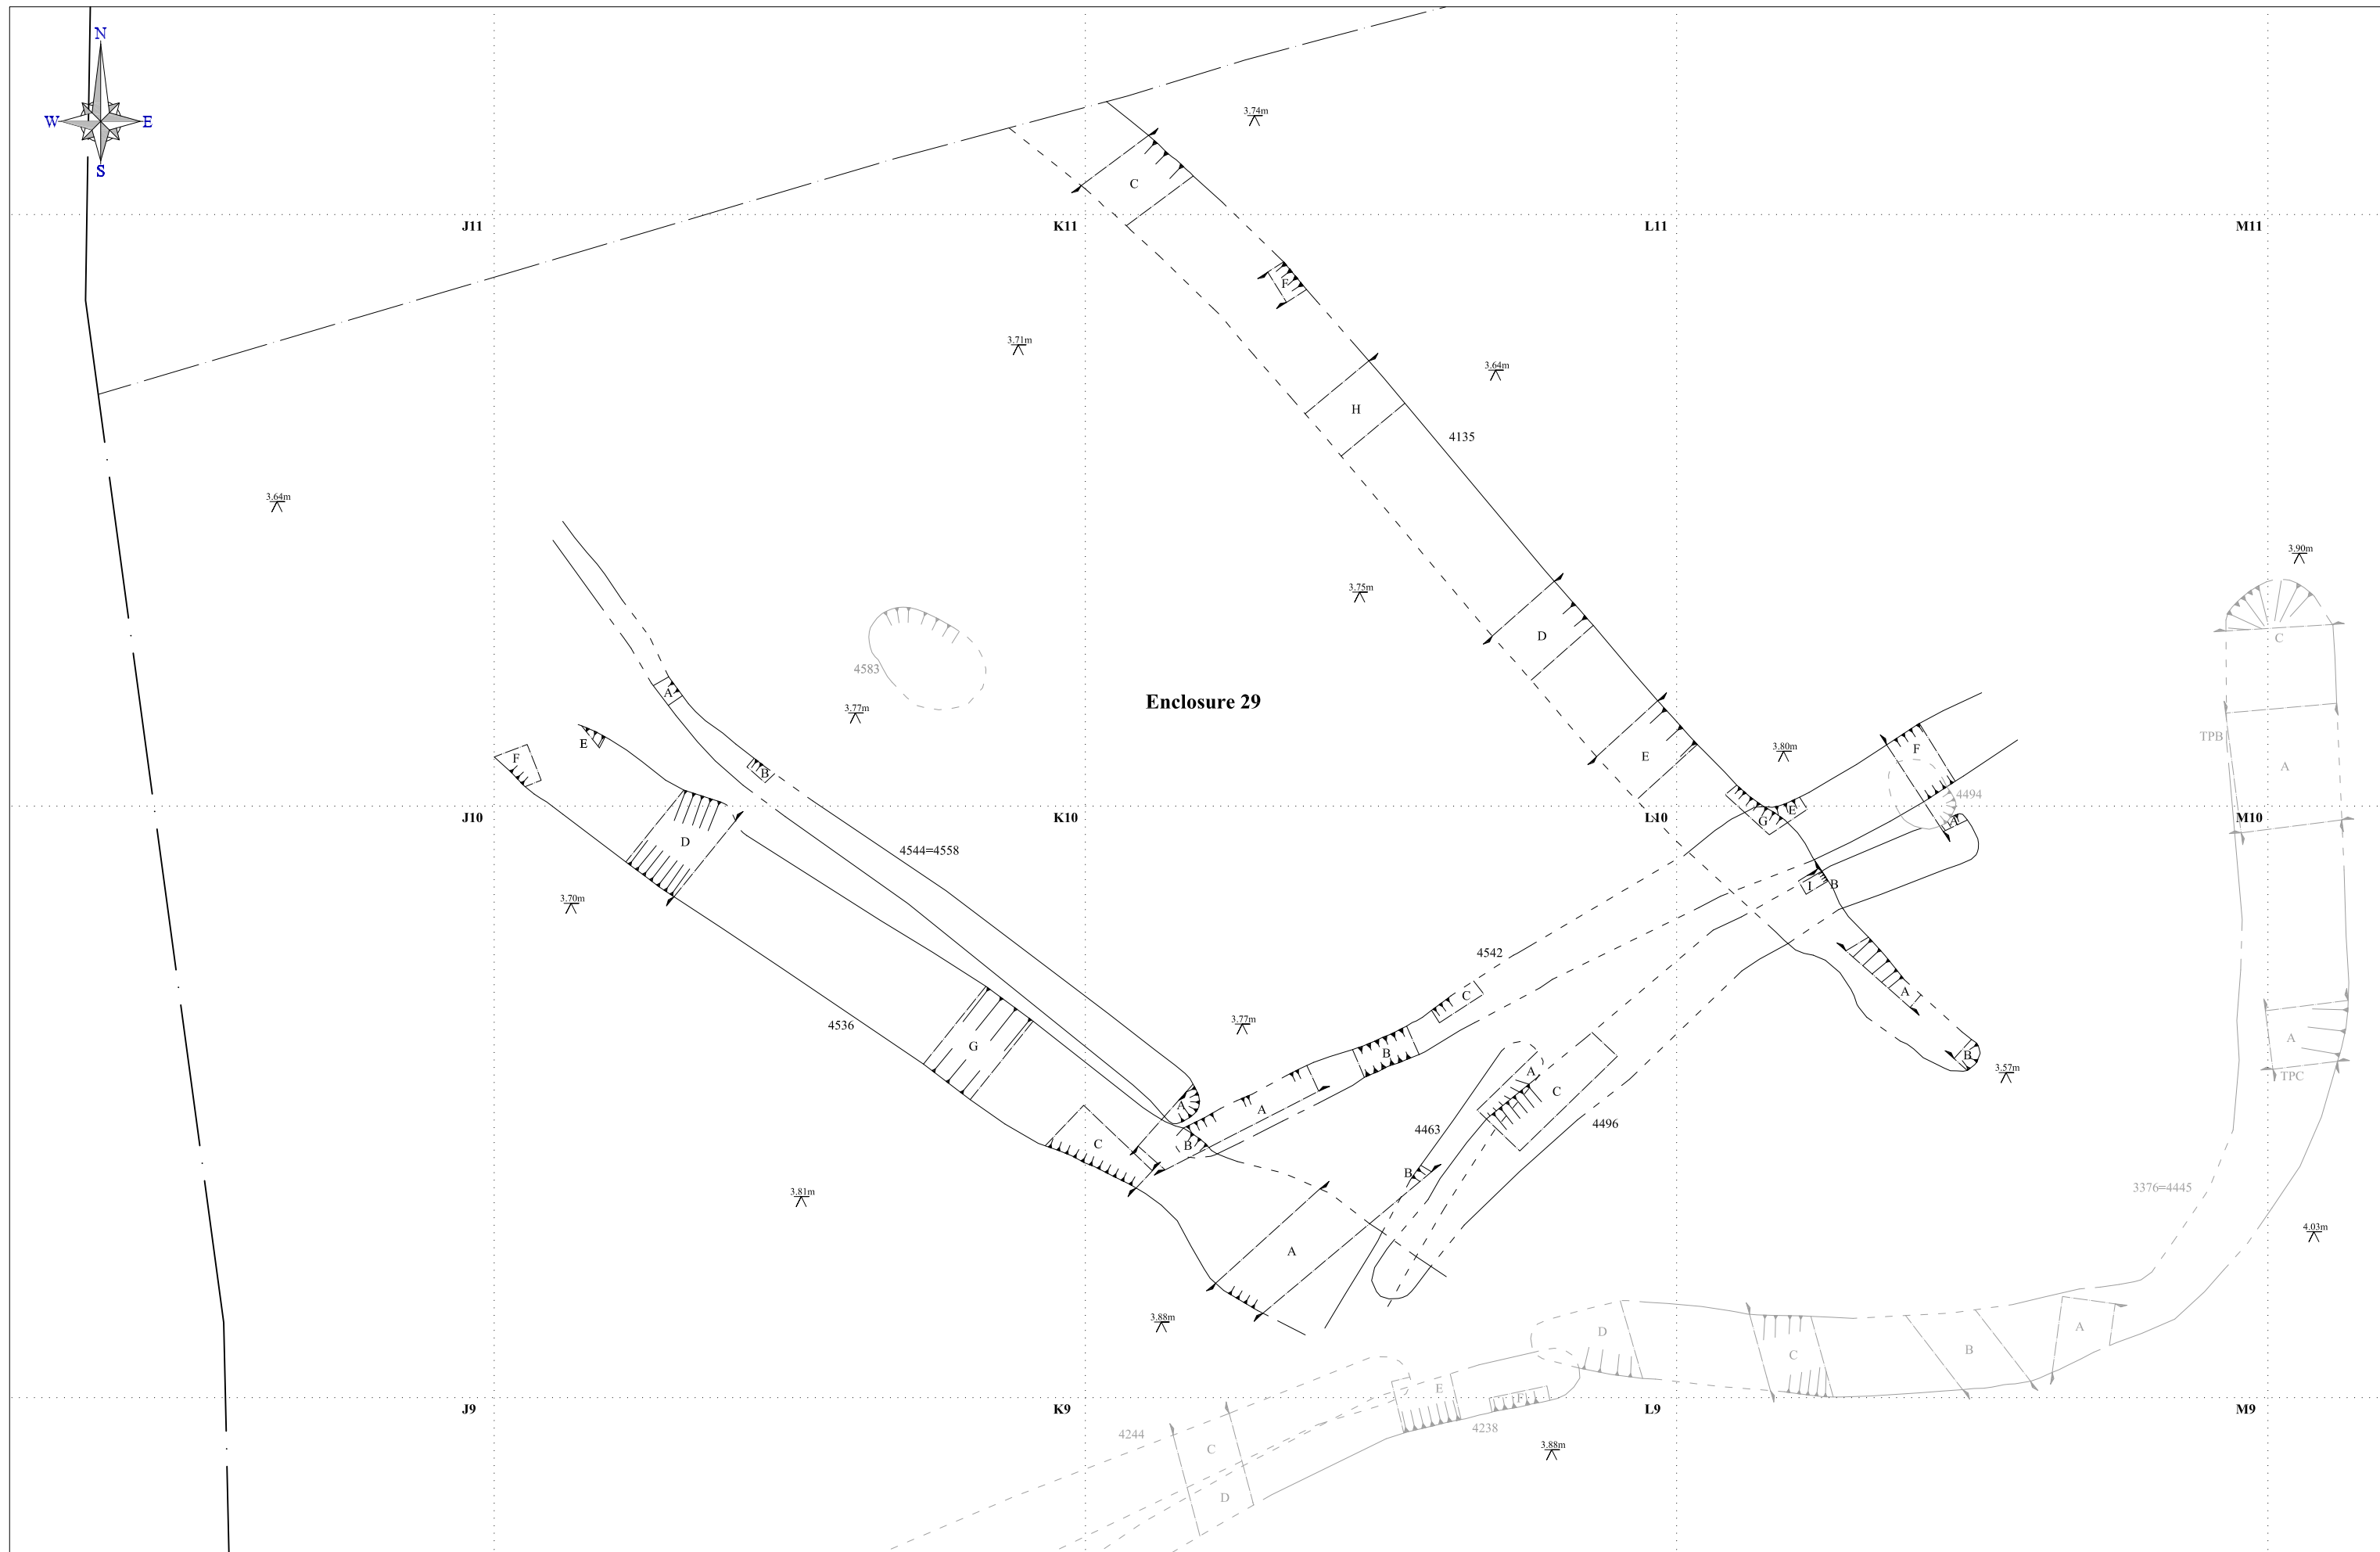 N
W E
S
3.74m
C
J11 K11 L11 M11
F
3.71m
3.64m
H
4135
3.64m
3.90m
3.75m
D
C
4583
A
Enclosure 29
3.77m
TPB
E
F
3.80m
F
E
B
A
4494
J10 K10 L10 M10
E
G
A
D
4544=4558
I B
3.70m
4542
C
A
4536
3.77m
G
B
B
A
A
3.57m
TPC
A
C
A
4463
4496
C
B
B
3.81m
3376=4445
4.03m
A
3.88m
D
A
C
B
E
F
J9 K9 L9 M9
4244
4238
C
3.88m
D